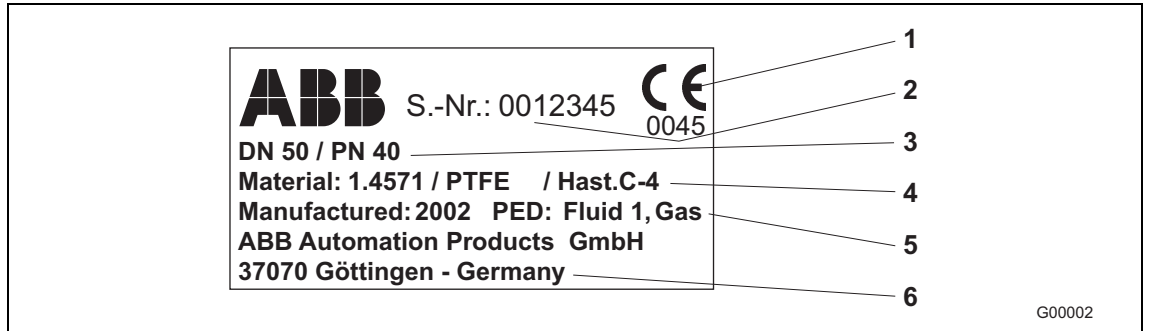 ABB S.-Nr.: 0012345 CE
0045
DN 50 / PN 40
Material: 1.4571 / PTFE / Hast.C-4
Manufactured: 2002 PED: Fluid 1, Gas
ABB Automation Products GmbH
37070 Göttingen - Germany
1
2
3
4
5
6
G00002